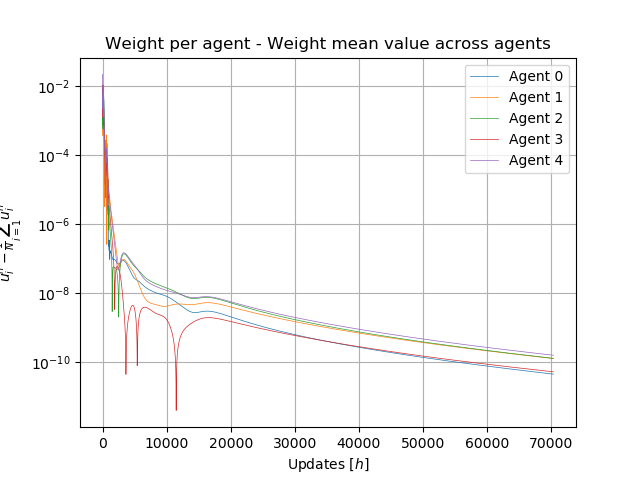 Weight per agent - Weight mean value across agents
Agent 0
Agent 1
Agent 2
Agent 3
Agent 4
10⁻²
10⁻⁴
10⁻⁶
10⁻⁸
10⁻¹⁰
0
10000
20000
30000
40000
50000
60000
70000
Updates [h]